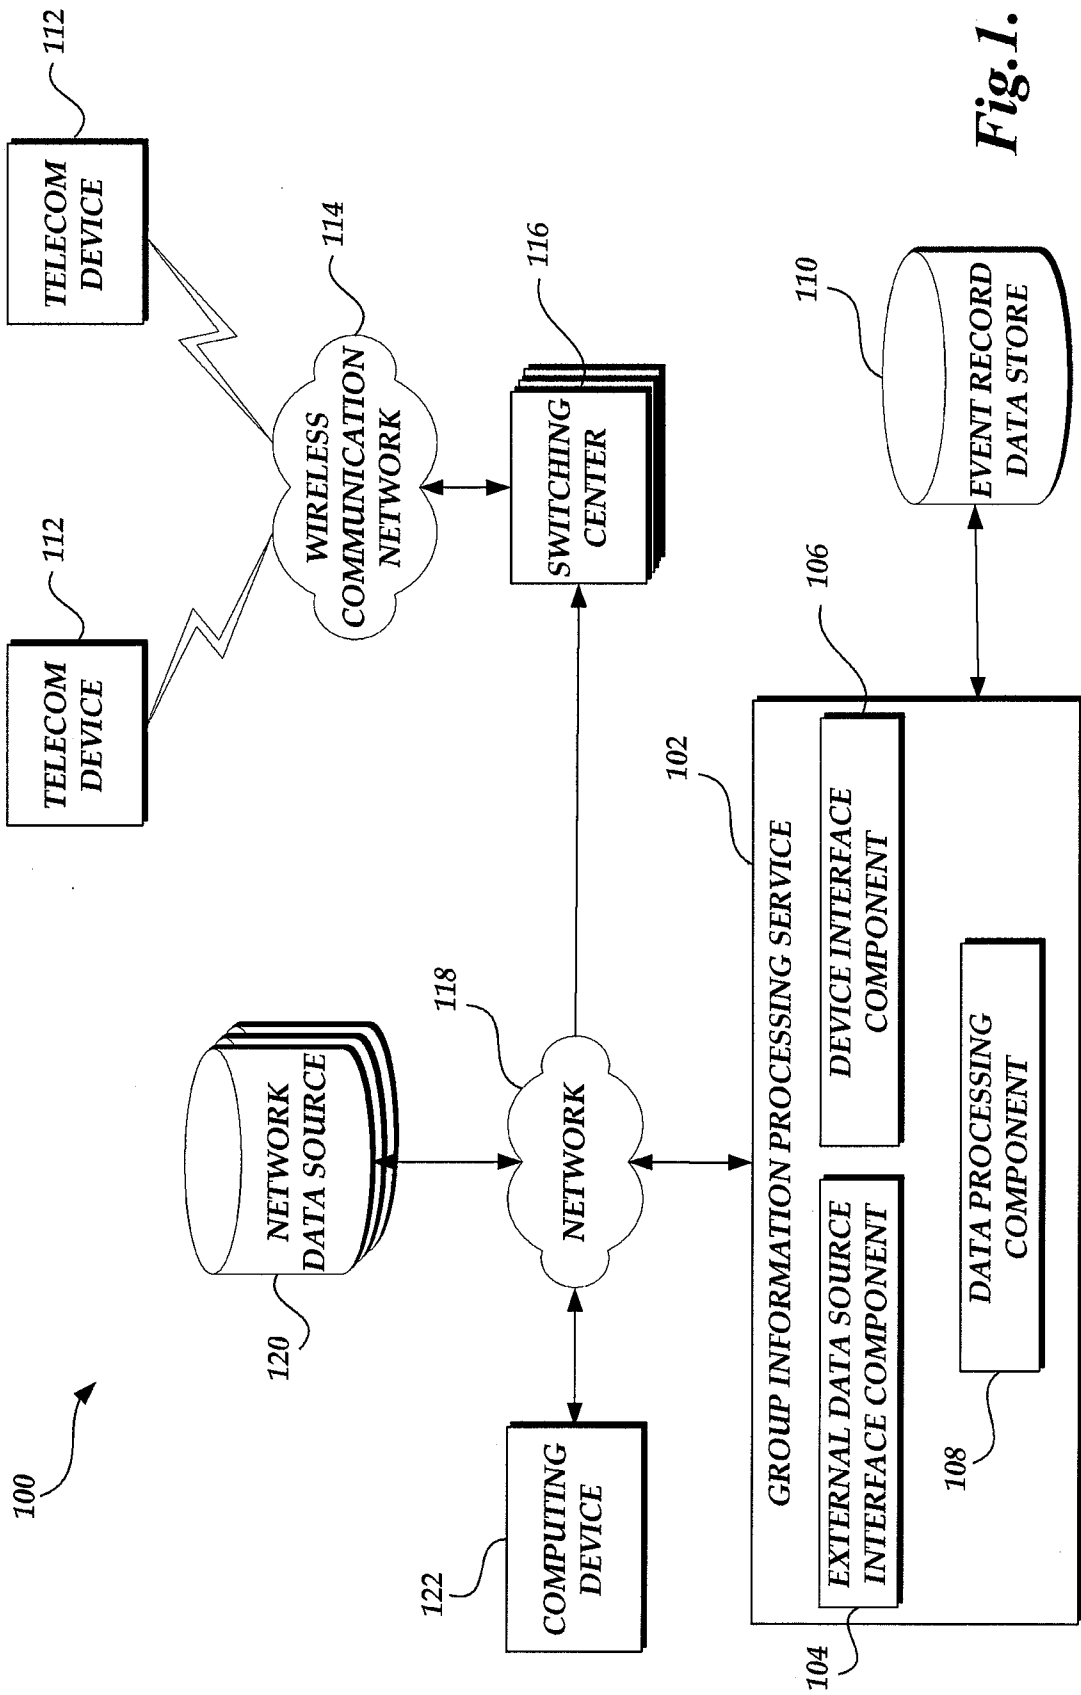 100
TELECOM
DEVICE
112
TELECOM
DEVICE
112
NETWORK
DATA SOURCE
120
WIRELESS
COMMUNICATION
NETWORK
114
COMPUTING
DEVICE
122
NETWORK
118
SWITCHING
CENTER
116
GROUP INFORMATION PROCESSING SERVICE
102
EXTERNAL DATA SOURCE
INTERFACE COMPONENT
104
DEVICE INTERFACE
COMPONENT
106
DATA PROCESSING
COMPONENT
108
EVENT RECORD
DATA STORE
110
Fig.1.